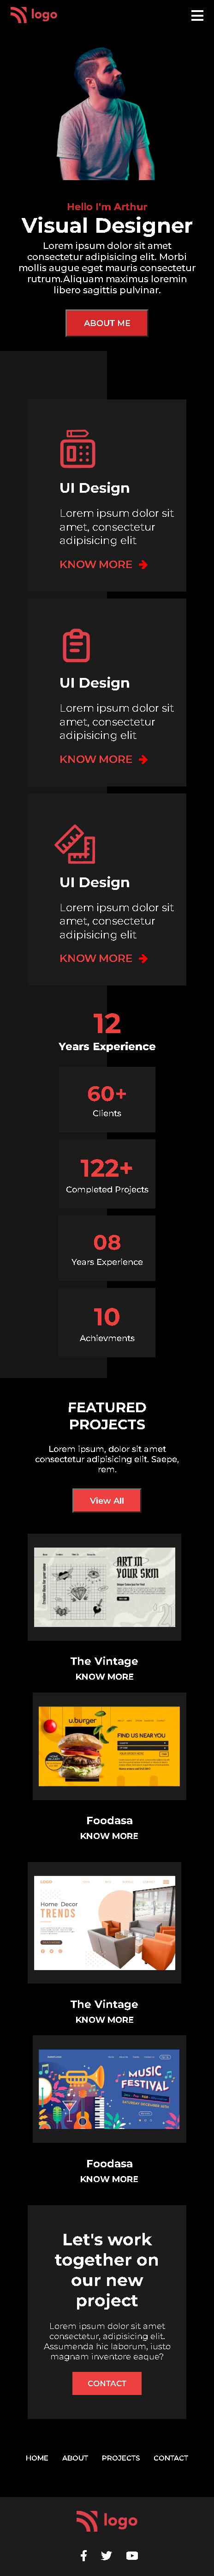 logo
Hello I'm Arthur
Visual Designer
Lorem ipsum dolor sit amet
consectetur adipisicing elit. Morbi
mollis augue eget mauris consectetur
rutrum.Aliquam maximus loremin
libero sagittis pulvinar.
ABOUT ME
UI Design
Lorem ipsum dolor sit
amet, consectetur
adipisicing elit
KNOW MORE
UI Design
Lorem ipsum dolor sit
amet, consectetur
adipisicing elit
KNOW MORE
UI Design
Lorem ipsum dolor sit
amet, consectetur
adipisicing elit
KNOW MORE
12
Years Experience
60+
Clients
122+
Completed Projects
08
Years Experience
10
Achievments
FEATURED
PROJECTS
Lorem ipsum, dolor sit amet
consectetur adipisicing elit. Saepe,
rem.
View All
ART IN
YOUR SKIN
The Vintage
KNOW MORE
u.burger
FIND US NEAR YOU
Foodasa
KNOW MORE
Home Decor
TRENDS
The Vintage
KNOW MORE
MUSIC
FESTIVAL
Foodasa
KNOW MORE
Let's work
together on
our new
project
Lorem ipsum dolor sit amet
consectetur, adipisicing elit.
Assumenda hic laborum, iusto
magnam inventore eaque?
CONTACT
HOME ABOUT PROJECTS CONTACT
logo